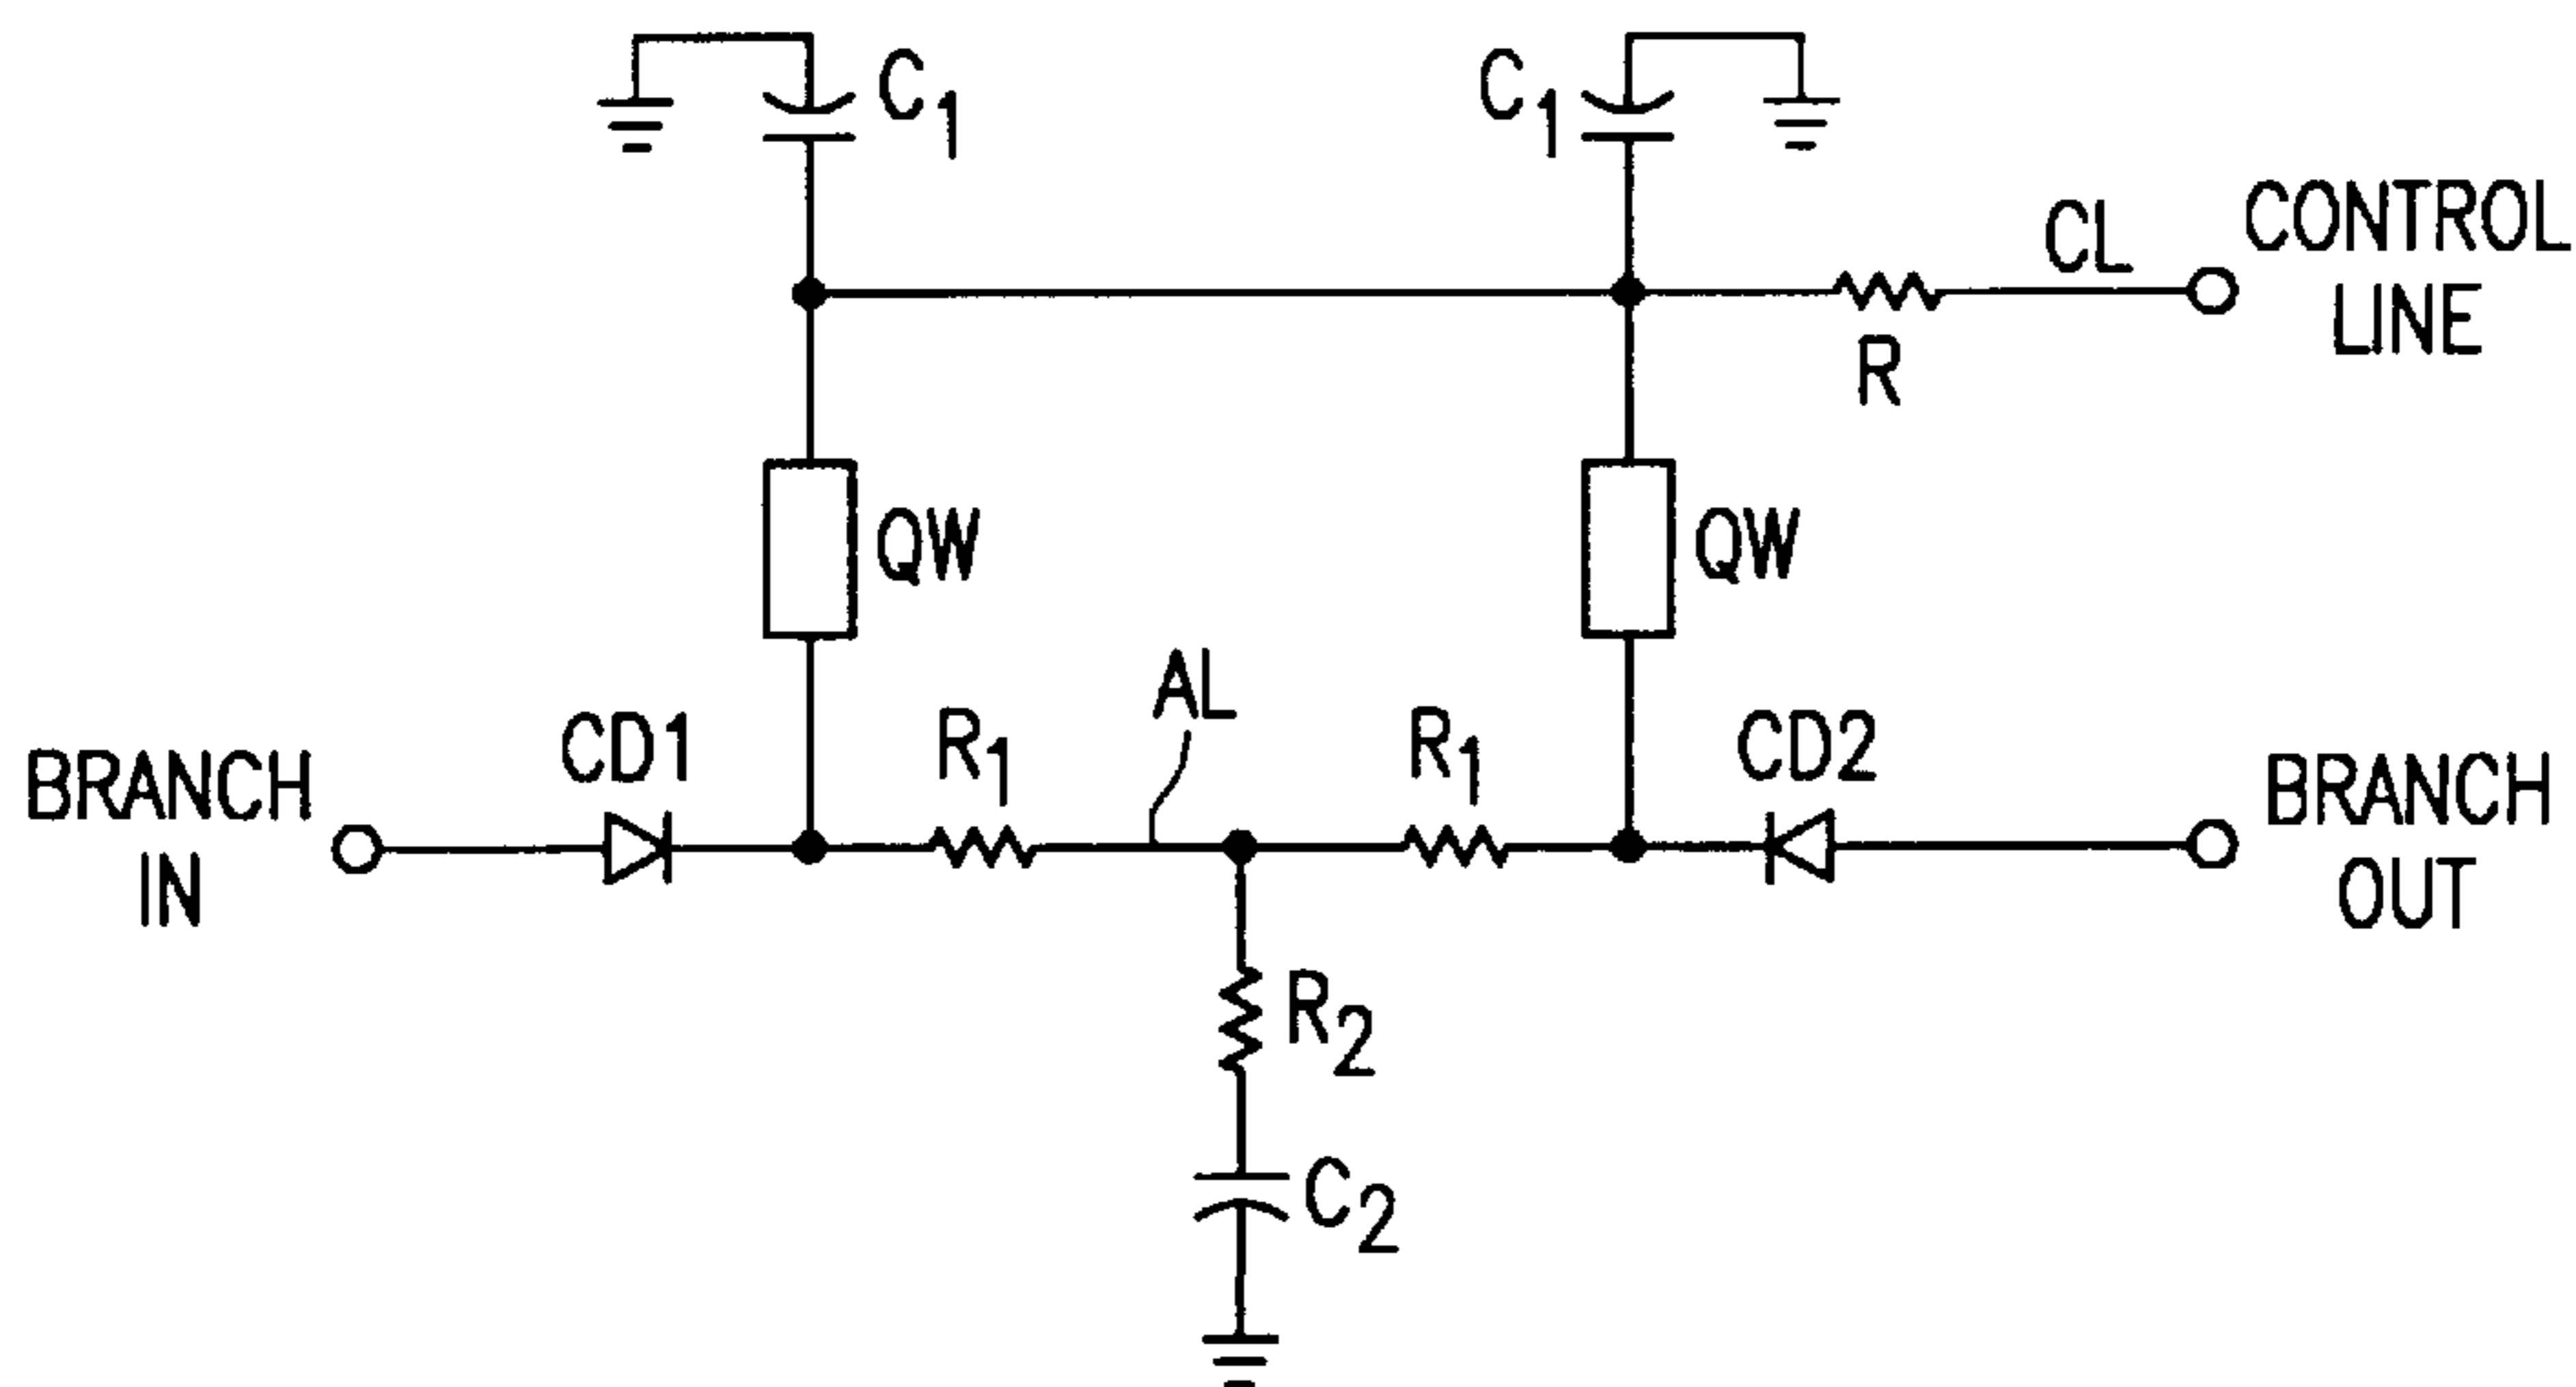 C1
C1
CL
CONTROL
LINE
R
QW
QW
AL
CD1
R1
R1
CD2
BRANCH
IN
BRANCH
OUT
R2
C2